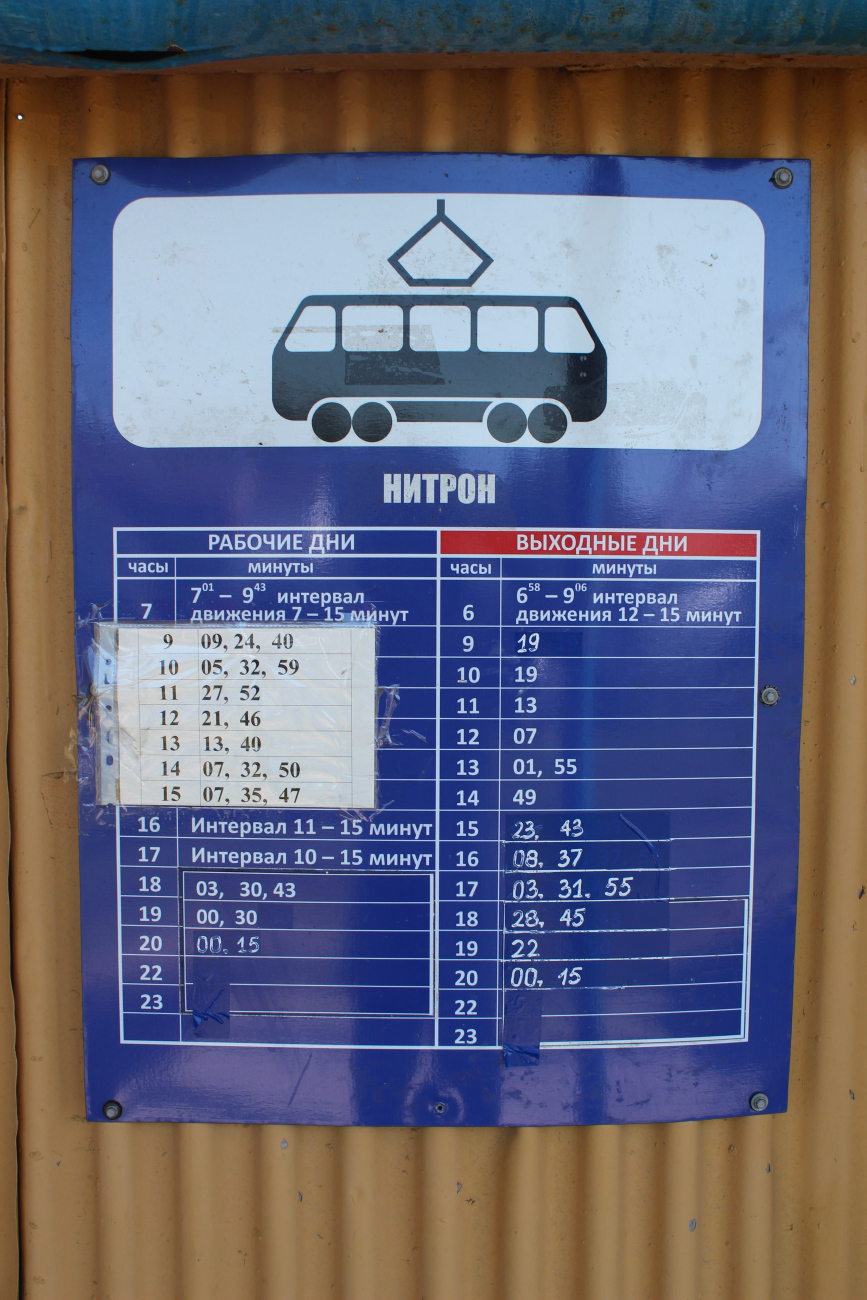 НИТРОН
РАБОЧИЕ ДНИ
часы минуты
7 7⁰¹ – 9⁴³ интервал
движения 7 – 15 минут
9 09, 24, 40
10 05, 32, 59
11 27, 52
12 21, 46
13 13, 40
14 07, 32, 50
15 07, 35, 47
16 Интервал 11 – 15 минут
17 Интервал 10 – 15 минут
18 03, 30, 43
19 00, 30
20 00, 15
22
23
ВЫХОДНЫЕ ДНИ
часы минуты
6 6⁵⁸ – 9⁰⁶ интервал
движения 12 – 15 минут
9 19
10 19
11 13
12 07
13 01, 55
14 49
15 23, 43
16 08, 37
17 03, 31, 55
18 28, 45
19 22
20 00, 15
22
23